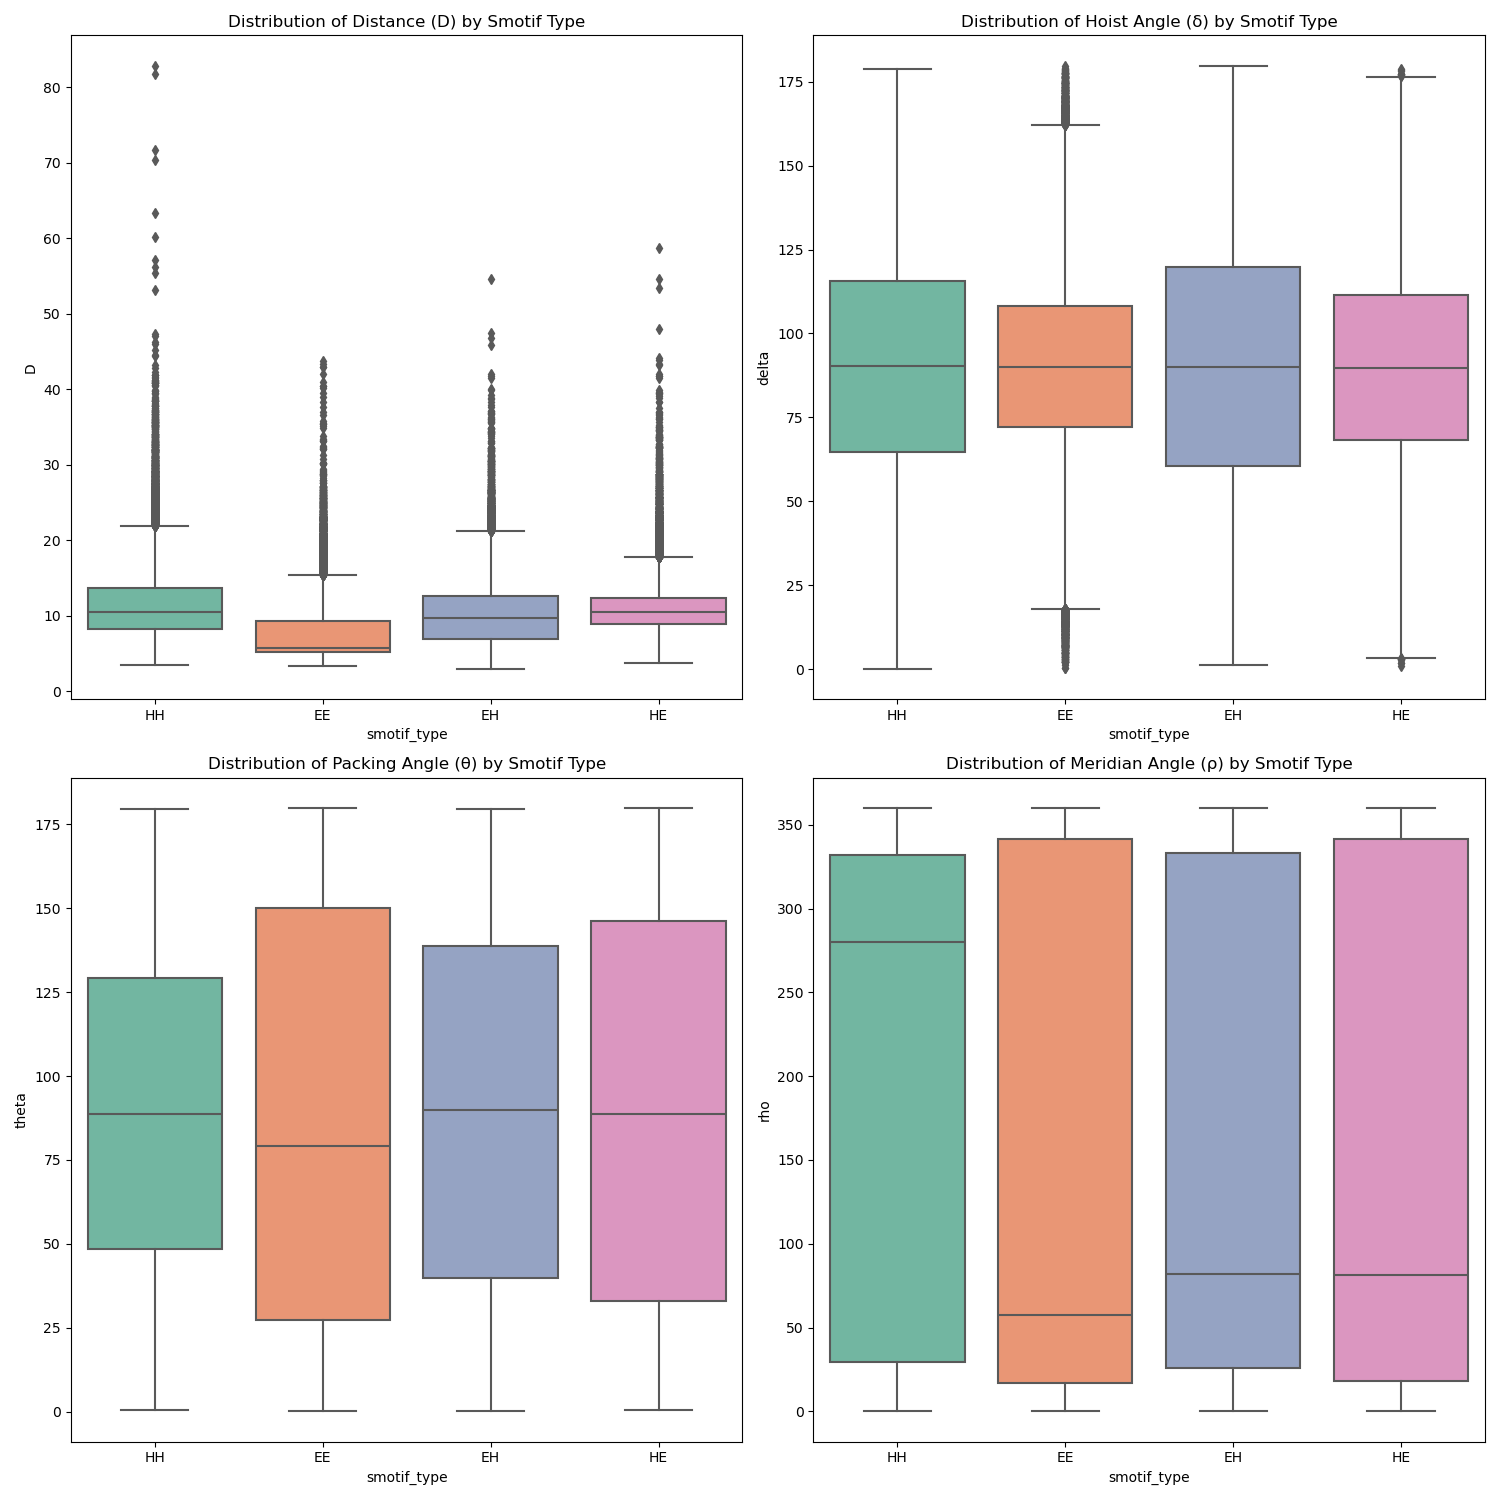 Distribution of Distance (D) by Smotif Type
D
80
70
60
50
40
30
20
10
0
HH EE EH HE
smotif_type
Distribution of Hoist Angle (δ) by Smotif Type
delta
175
150
125
100
75
50
25
0
HH EE EH HE
smotif_type
Distribution of Packing Angle (θ) by Smotif Type
theta
175
150
125
100
75
50
25
0
HH EE EH HE
smotif_type
Distribution of Meridian Angle (ρ) by Smotif Type
rho
350
300
250
200
150
100
50
0
HH EE EH HE
smotif_type